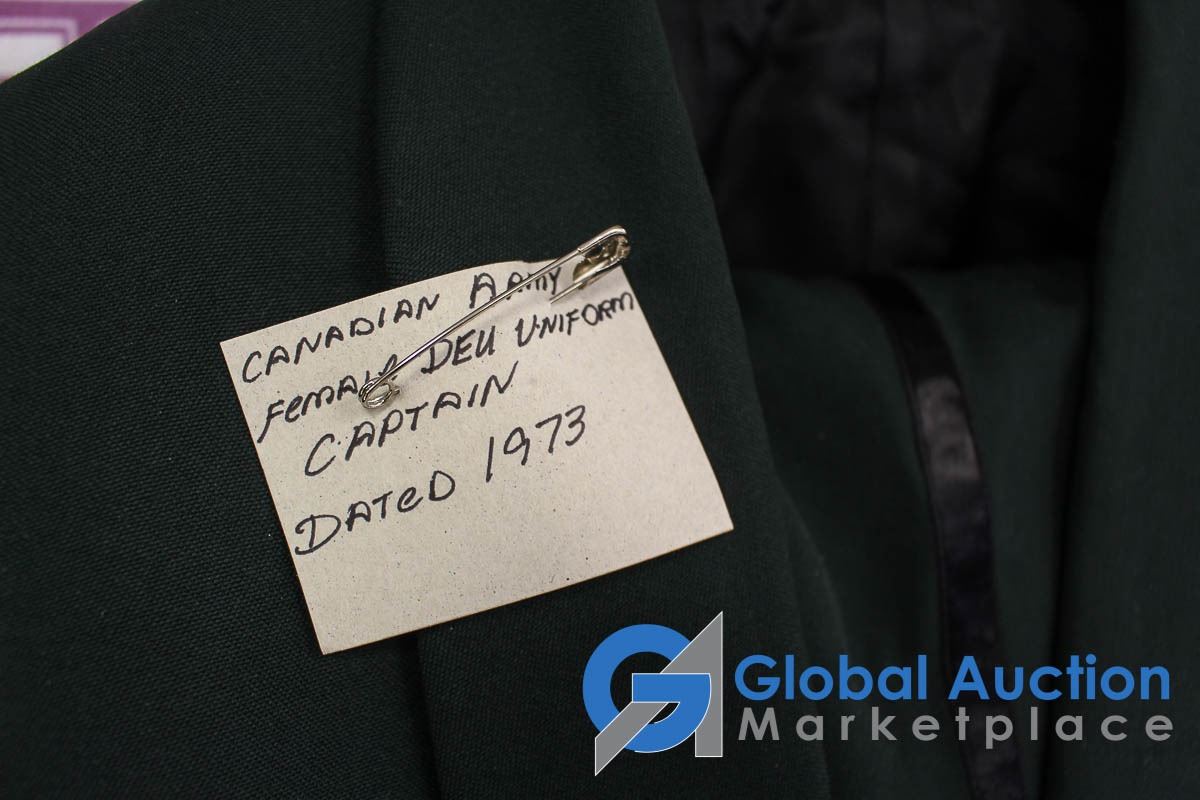 CANADIAN ARMY
FeMALE DEU UNIFORM
CAPTAIN
DATeD 1973
Global Auction
Marketplace